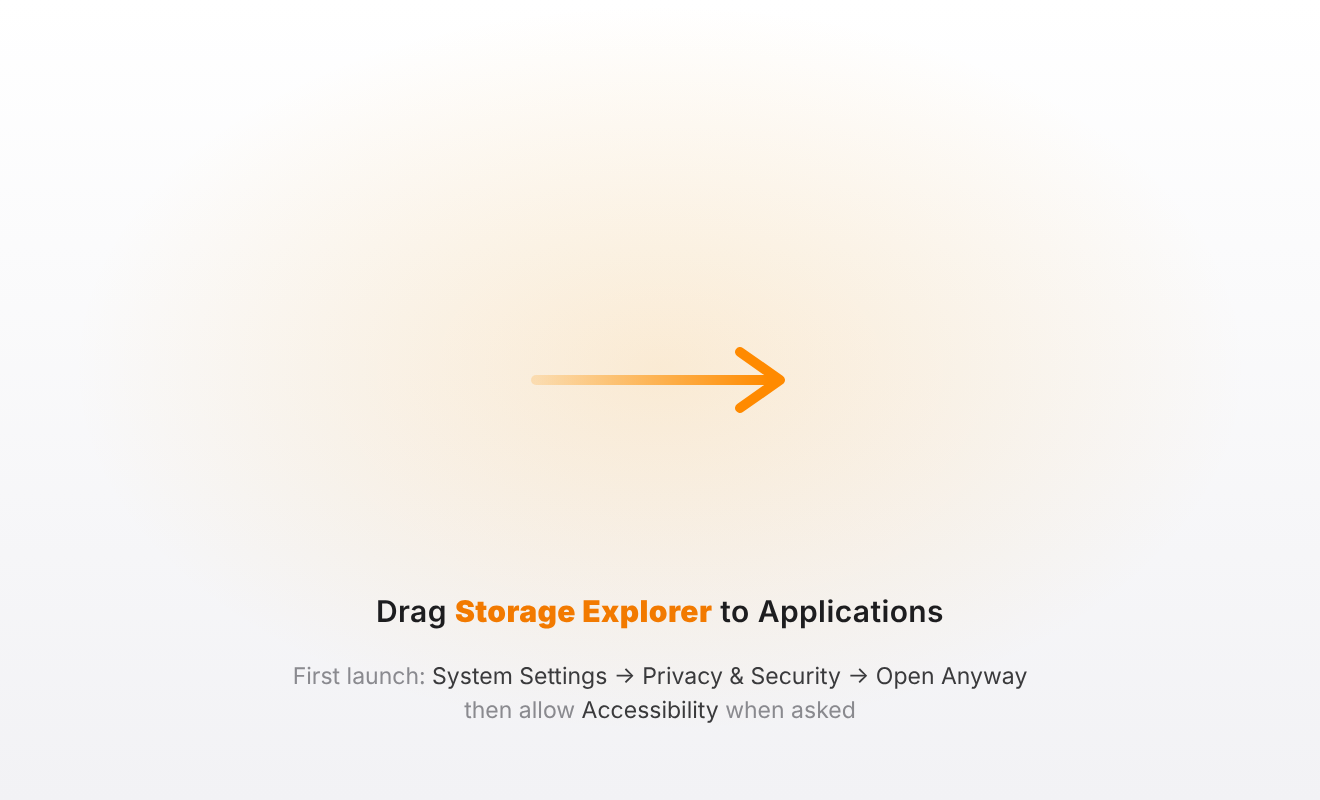 Drag Storage Explorer to Applications
First launch: System Settings → Privacy & Security → Open Anyway
then allow Accessibility when asked